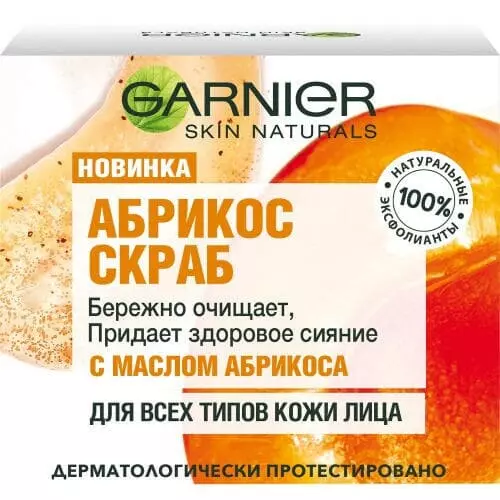 GARNIER
SKIN NATURALS
НОВИНКА
НАТУРАЛЬНЫЕ
100%
ЭКСФОЛИАНТЫ
АБРИКОС
СКРАБ
Бережно очищает,
Придает здоровое сияние
С МАСЛОМ АБРИКОСА
ДЛЯ ВСЕХ ТИПОВ КОЖИ ЛИЦА
ДЕРМАТОЛОГИЧЕСКИ ПРОТЕСТИРОВАНО